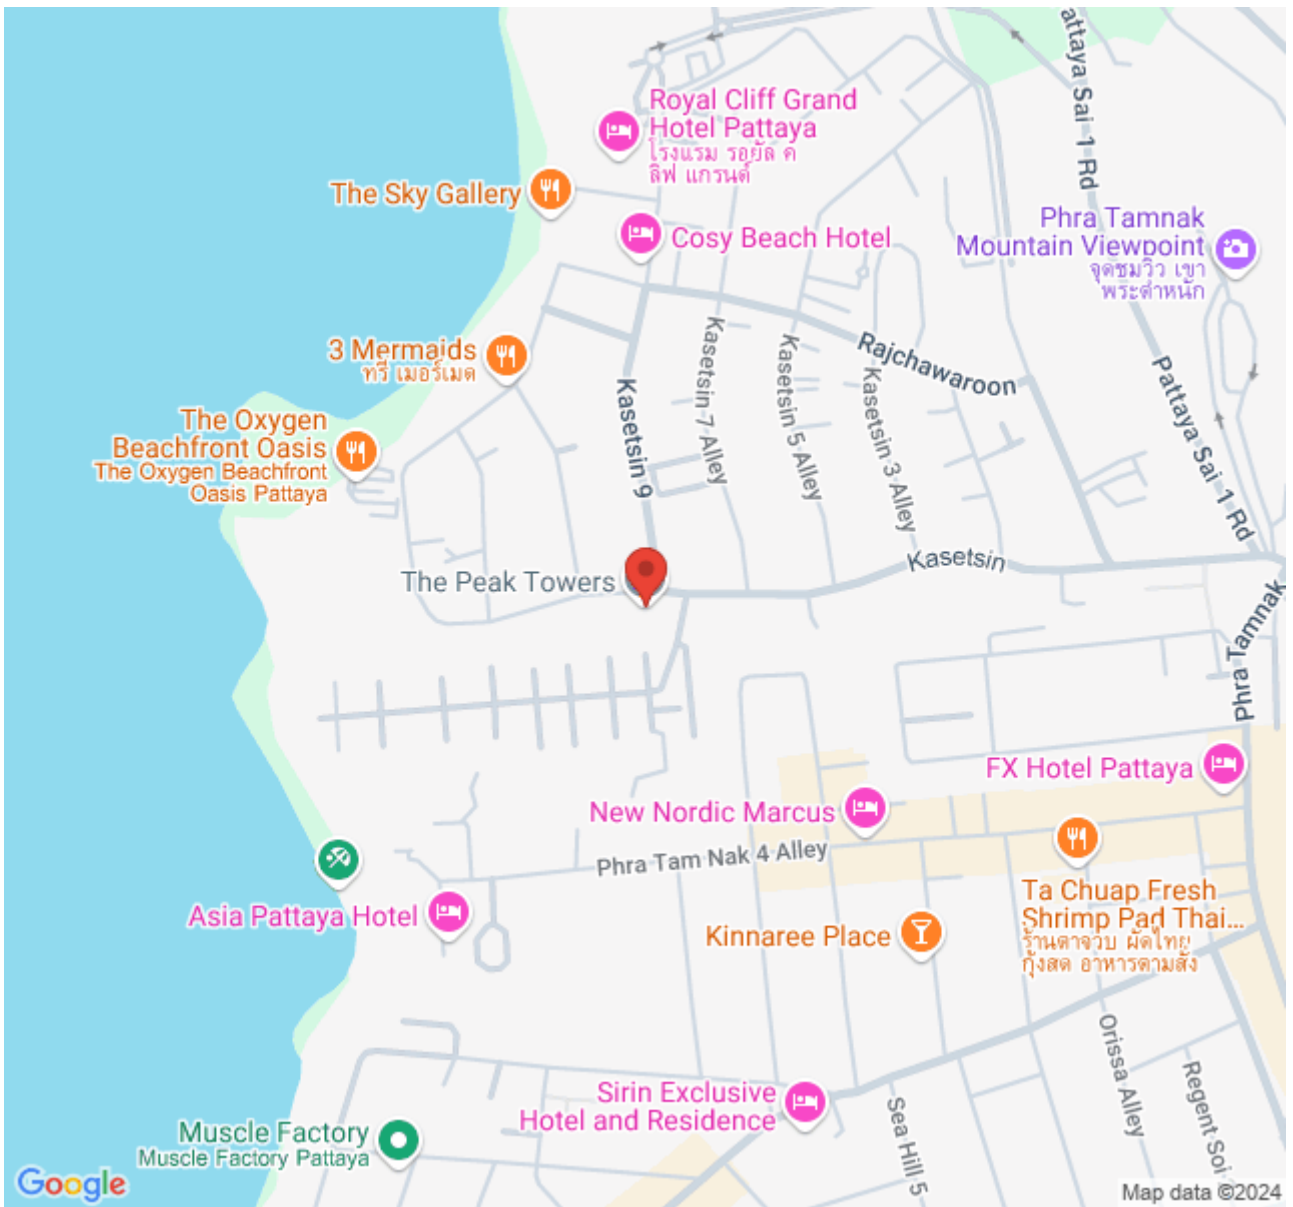 attaya Sai 1 Rd
Royal Cliff Grand
Hotel Pattaya
โรงแรม รอยัล ค
ลิฟ แกรนด์
The Sky Gallery
Cosy Beach Hotel
Phra Tamnak
Mountain Viewpoint
จุดชมวิว เขา
พระตำหนัก
3 Mermaids
ทรี เมอร์เมด
Rajchawaroon
Kasetsin 9
Kasetsin 7 Alley
Kasetsin 5 Alley
Kasetsin 3 Alley
Pattaya Sai 1 Rd
The Oxygen
Beachfront Oasis
The Oxygen Beachfront
Oasis Pattaya
Kasetsin
The Peak Towers
Phra Tamnak
FX Hotel Pattaya
New Nordic Marcus
Phra Tam Nak 4 Alley
Asia Pattaya Hotel
Kinnaree Place
Ta Chuap Fresh
Shrimp Pad Thai...
ร้านตาจวบ ผัดไทย
กุ้งสด อาหารตามสั่ง
Orissa Alley
Regent Soi
Sirin Exclusive
Hotel and Residence
Sea Hill 5
Muscle Factory
Muscle Factory Pattaya
Google
Map data ©2024